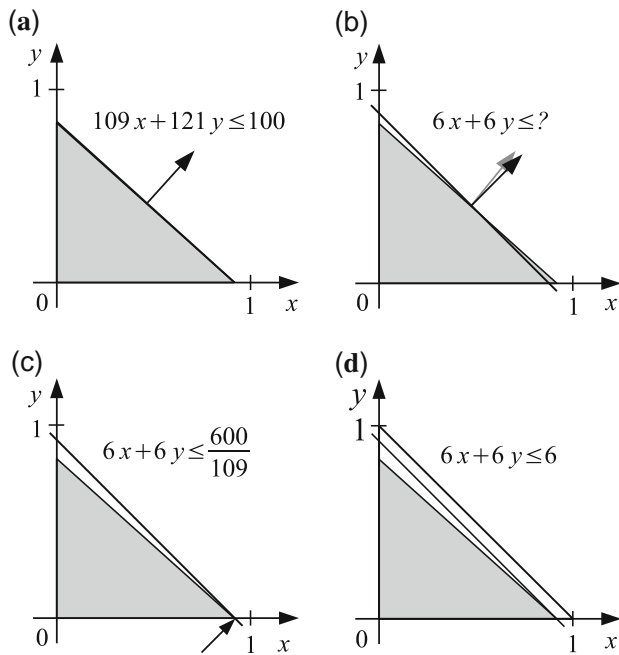 (a)
y
1
109 x + 121 y ≤ 100
0
1
x
(b)
y
1
6 x + 6 y ≤ ?
0
1
x
(c)
y
1
6 x + 6 y ≤ 600/109
0
1
x
(d)
y
1
6 x + 6 y ≤ 6
0
1
x